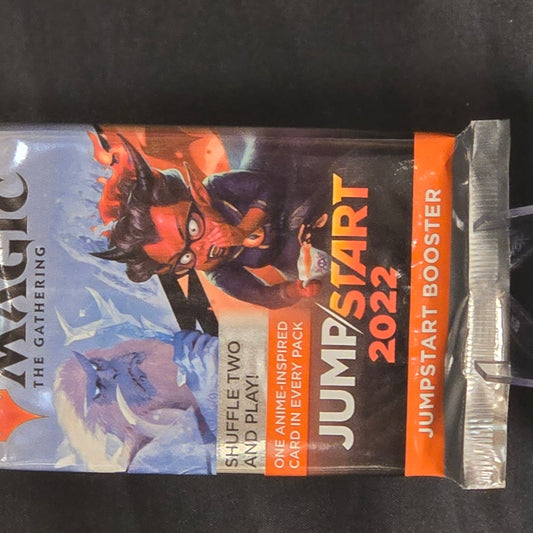 MAGIC
THE GATHERING
SHUFFLE TWO
AND PLAY!
ONE ANIME-INSPIRED
CARD IN EVERY PACK
JUMP/START
2022
JUMPSTART BOOSTER